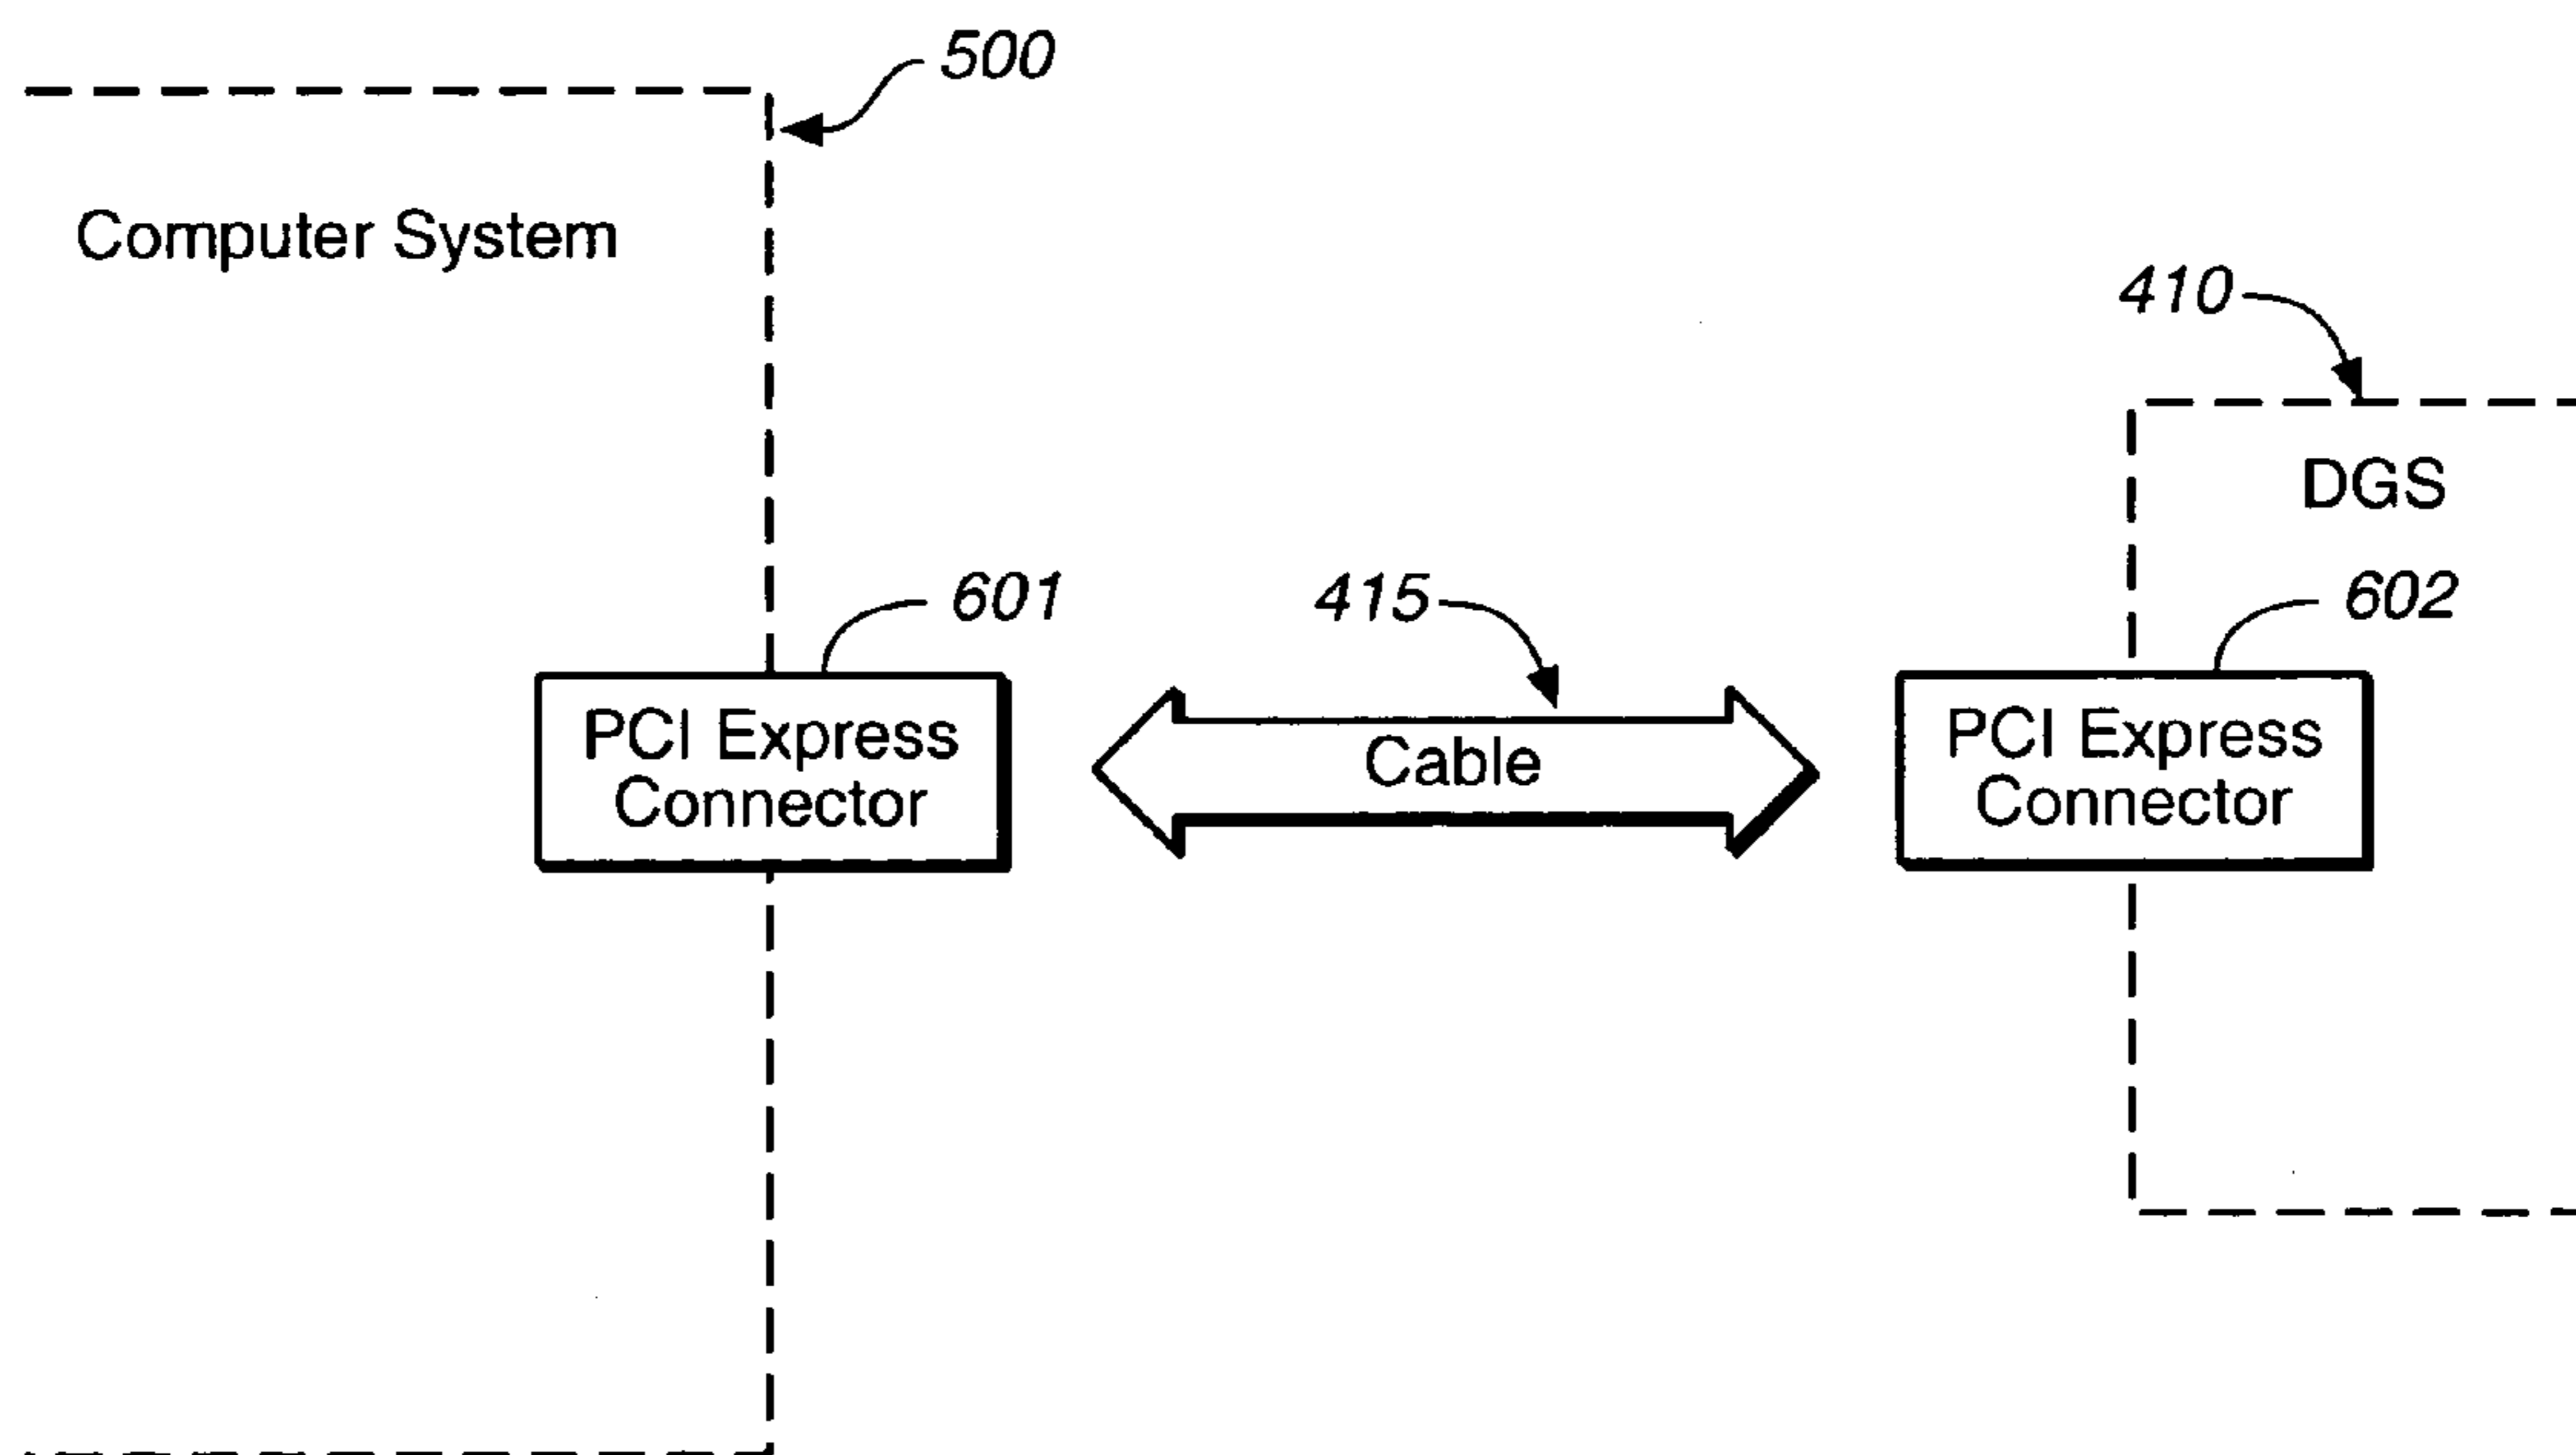 500
Computer System
410
DGS
601
415
602
PCI Express
Connector
Cable
PCI Express
Connector